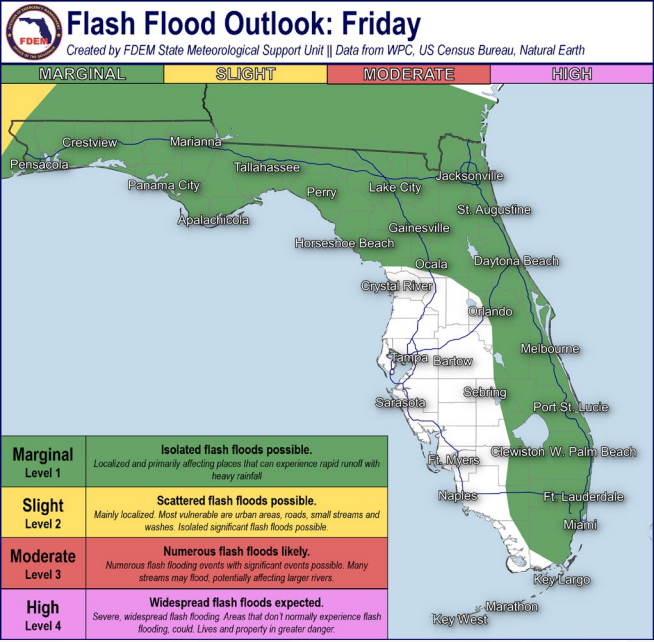 Flash Flood Outlook: Friday
Created by FDEM State Meteorological Support Unit || Data from WPC, US Census Bureau, Natural Earth
FDEM
MARGINAL
SLIGHT
MODERATE
HIGH
Crestview
Marianna
Pensacola
Tallahassee
Panama City
Perry
Lake City
Jacksonville
Apalachicola
St. Augustine
Gainesville
Horseshoe Beach
Ocala
Daytona Beach
Crystal River
Orlando
Melbourne
Tampa
Bartow
Sebring
Sarasota
Port St. Lucie
Clewiston
W. Palm Beach
Ft. Myers
Naples
Ft. Lauderdale
Miami
Key Largo
Marathon
Key West
Marginal
Level 1
Isolated flash floods possible.
Localized and primarily affecting places that can experience rapid runoff with
heavy rainfall
Slight
Level 2
Scattered flash floods possible.
Mainly localized. Most vulnerable are urban areas, roads, small streams and
washes. Isolated significant flash floods possible.
Moderate
Level 3
Numerous flash floods likely.
Numerous flash flooding events with significant events possible. Many
streams may flood, potentially affecting larger rivers.
High
Level 4
Widespread flash floods expected.
Severe, widespread flash flooding. Areas that don't normally experience flash
flooding, could. Lives and property in greater danger.